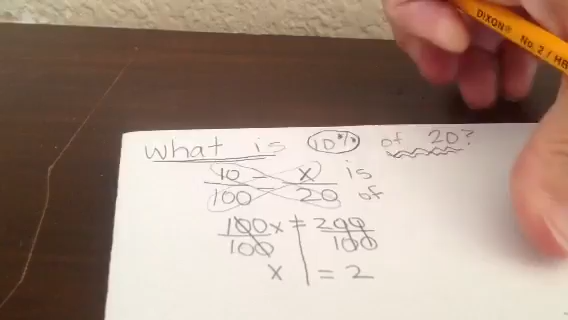 DIXON® No. 2 / HB
What is 10% of 20?
10 = x is
100 20 of
100x = 200
100 100
x = 2